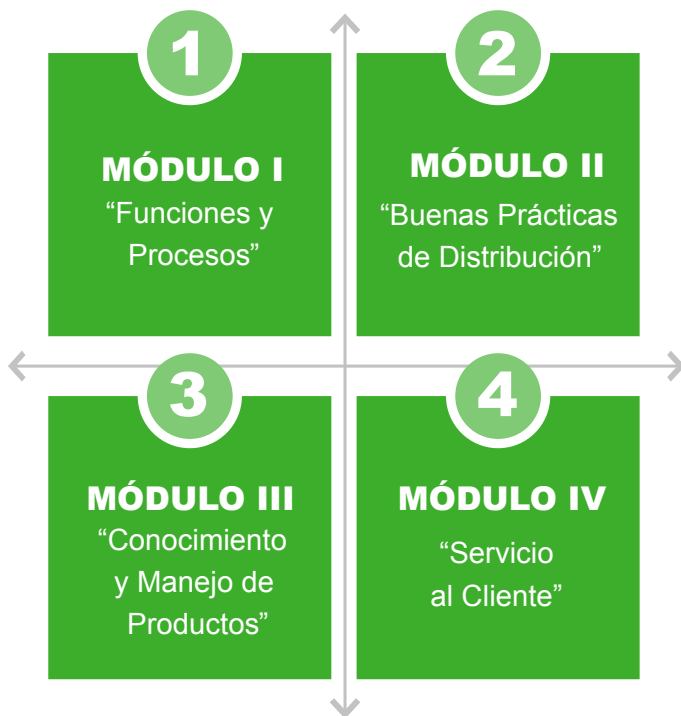 1
MÓDULO I
“Funciones y
Procesos”
2
MÓDULO II
“Buenas Prácticas
de Distribución”
3
MÓDULO III
“Conocimiento
y Manejo de
Productos”
4
MÓDULO IV
“Servicio
al Cliente”